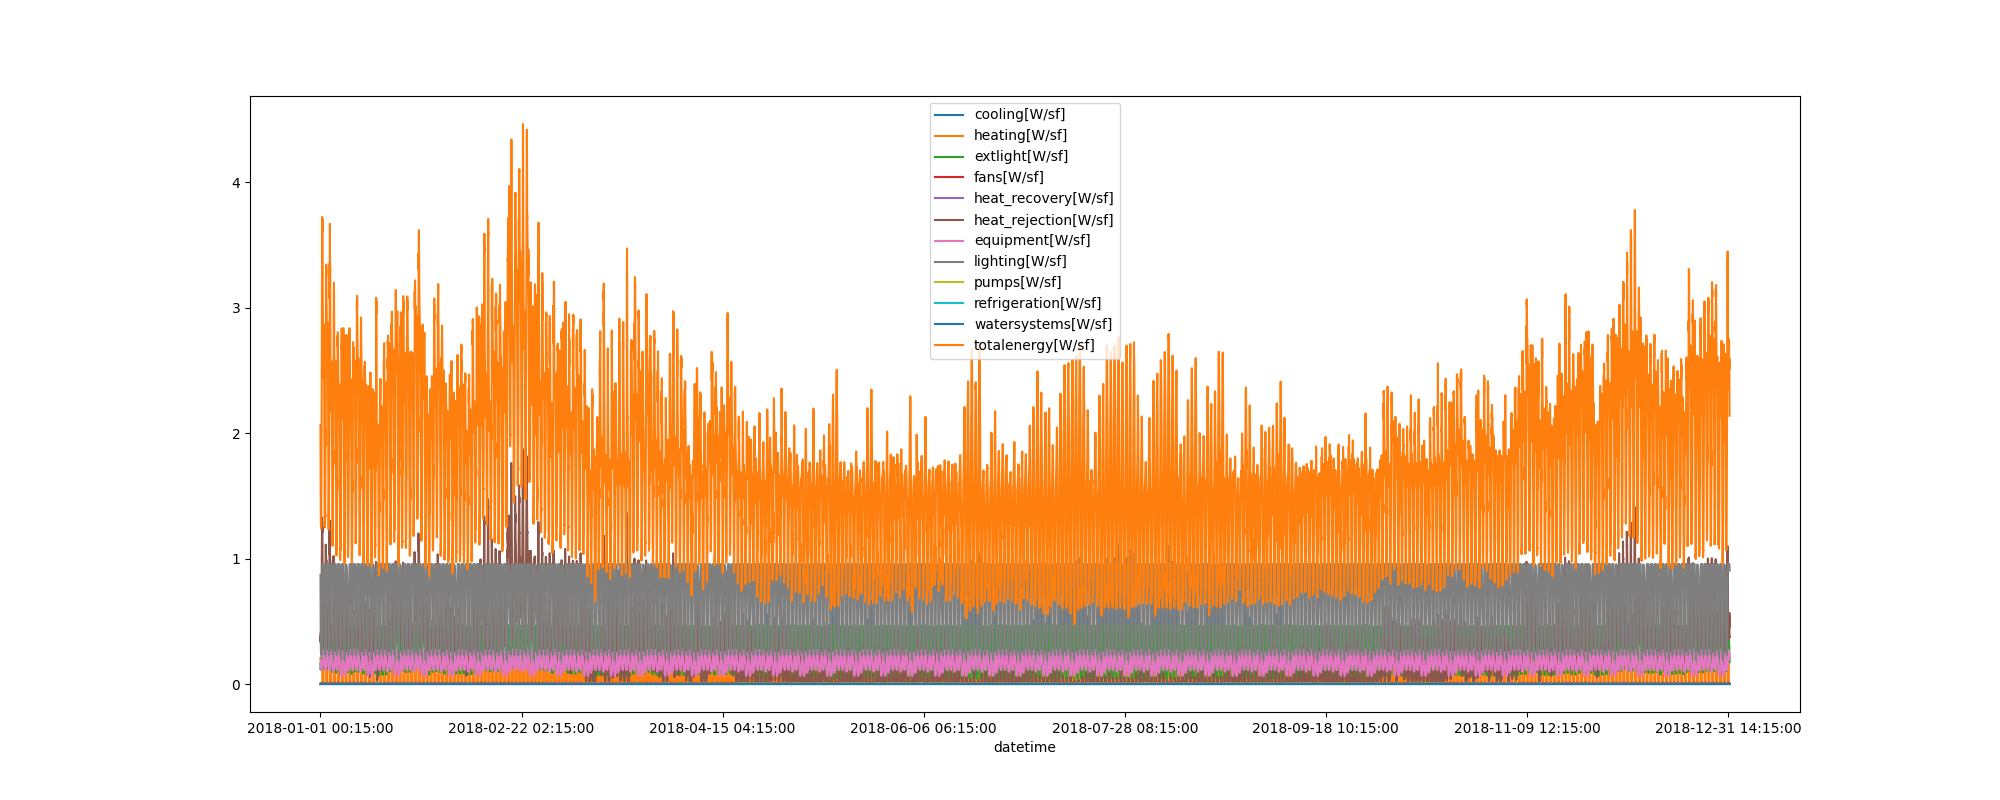 cooling[W/sf]
heating[W/sf]
extlight[W/sf]
fans[W/sf]
heat_recovery[W/sf]
heat_rejection[W/sf]
equipment[W/sf]
lighting[W/sf]
pumps[W/sf]
refrigeration[W/sf]
watersystems[W/sf]
totalenergy[W/sf]
4
3
2
1
0
2018-01-01 00:15:00 2018-02-22 02:15:00 2018-04-15 04:15:00 2018-06-06 06:15:00 2018-07-28 08:15:00 2018-09-18 10:15:00 2018-11-09 12:15:00 2018-12-31 14:15:00
datetime